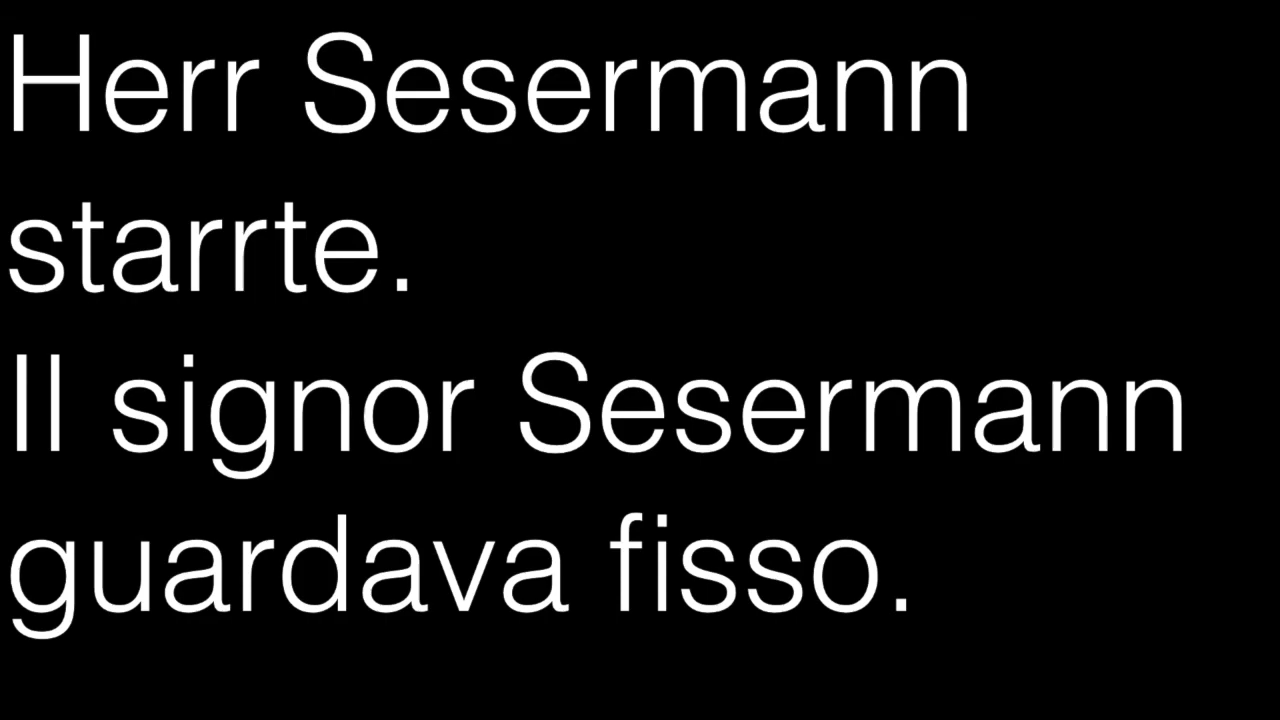 Herr Sesermann
starrte.
Il signor Sesermann
guardava fisso.